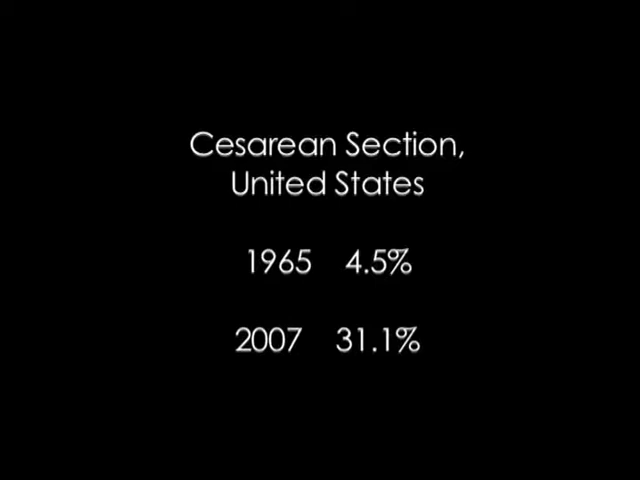 Cesarean Section,
United States
1965 4.5%
2007 31.1%